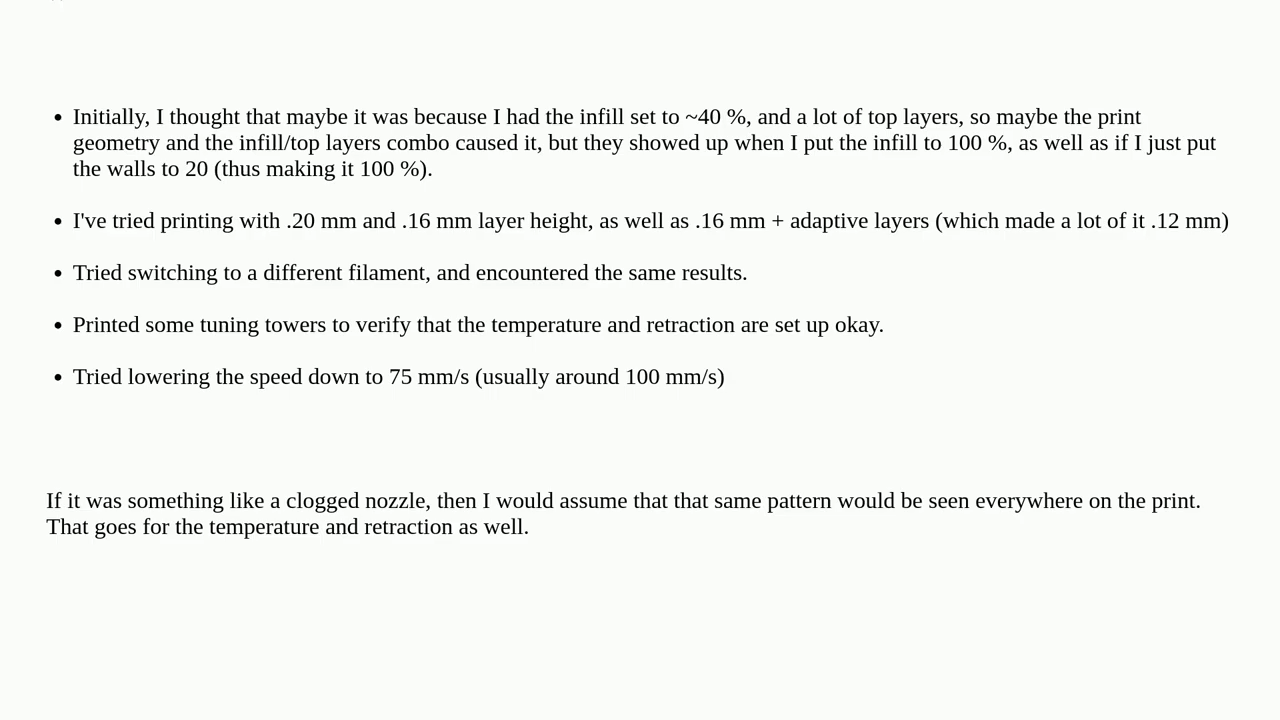 • Initially, I thought that maybe it was because I had the infill set to ~40 %, and a lot of top layers, so maybe the print
geometry and the infill/top layers combo caused it, but they showed up when I put the infill to 100 %, as well as if I just put
the walls to 20 (thus making it 100 %).
• I've tried printing with .20 mm and .16 mm layer height, as well as .16 mm + adaptive layers (which made a lot of it .12 mm)
• Tried switching to a different filament, and encountered the same results.
• Printed some tuning towers to verify that the temperature and retraction are set up okay.
• Tried lowering the speed down to 75 mm/s (usually around 100 mm/s)
If it was something like a clogged nozzle, then I would assume that that same pattern would be seen everywhere on the print.
That goes for the temperature and retraction as well.